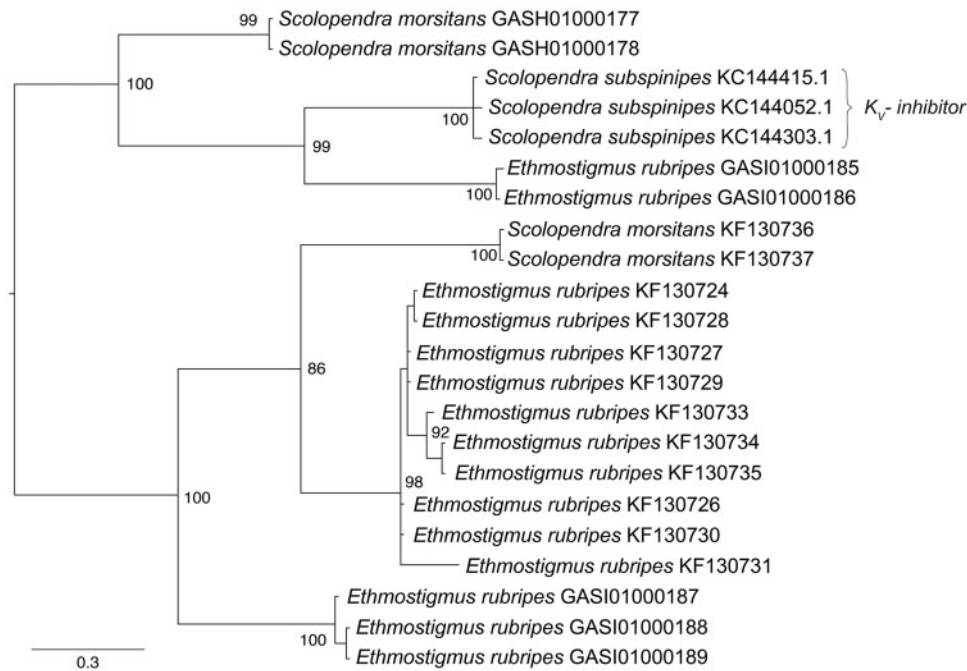 99 Scolopendra morsitans GASH01000177
Scolopendra morsitans GASH01000178
100
Scolopendra subspinipes KC144415.1
Scolopendra subspinipes KC144052.1 Kv- inhibitor
100
Scolopendra subspinipes KC144303.1
99
Ethmostigmus rubripes GASI01000185
100 Ethmostigmus rubripes GASI01000186
Scolopendra morsitans KF130736
100 Scolopendra morsitans KF130737
Ethmostigmus rubripes KF130724
Ethmostigmus rubripes KF130728
Ethmostigmus rubripes KF130727
86
Ethmostigmus rubripes KF130729
Ethmostigmus rubripes KF130733
92
Ethmostigmus rubripes KF130734
Ethmostigmus rubripes KF130735
98
100
Ethmostigmus rubripes KF130726
Ethmostigmus rubripes KF130730
Ethmostigmus rubripes KF130731
Ethmostigmus rubripes GASI01000187
100 Ethmostigmus rubripes GASI01000188
Ethmostigmus rubripes GASI01000189
0.3